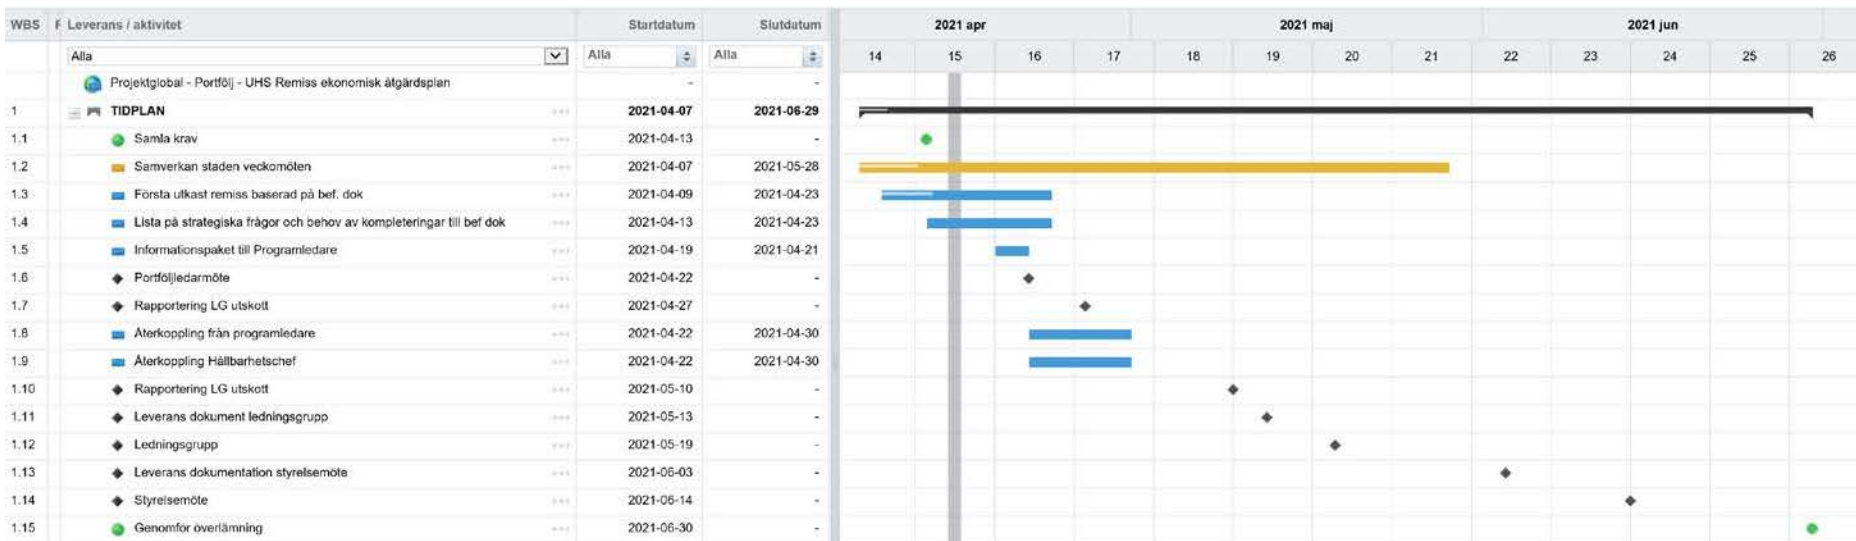 WBS F Leverans / aktivitet Startdatum Slutdatum 2021 apr 2021 maj 2021 jun
Alla Alla Alla 14 15 16 17 18 19 20 21 22 23 24 25 26
Projektglobal - Portfölj - UHS Remiss ekonomisk åtgärdsplan - -
1 TIDPLAN 2021-04-07 2021-06-29
1.1 Samla krav 2021-04-13 -
1.2 Samverkan staden veckomöten 2021-04-07 2021-05-28
1.3 Första utkast remiss baserad på bef. dok 2021-04-09 2021-04-23
1.4 Lista på strategiska frågor och behov av kompleteringar till bef dok 2021-04-13 2021-04-23
1.5 Informationspaket till Programledare 2021-04-19 2021-04-21
1.6 Portföljledarmöte 2021-04-22 -
1.7 Rapportering LG utskott 2021-04-27 -
1.8 Återkoppling från programledare 2021-04-22 2021-04-30
1.9 Återkoppling Hållbarhetschef 2021-04-22 2021-04-30
1.10 Rapportering LG utskott 2021-05-10 -
1.11 Leverans dokument ledningsgrupp 2021-05-13 -
1.12 Ledningsgrupp 2021-05-19 -
1.13 Leverans dokumentation styrelsemöte 2021-06-03 -
1.14 Styrelsemöte 2021-06-14 -
1.15 Genomför överlämning 2021-06-30 -